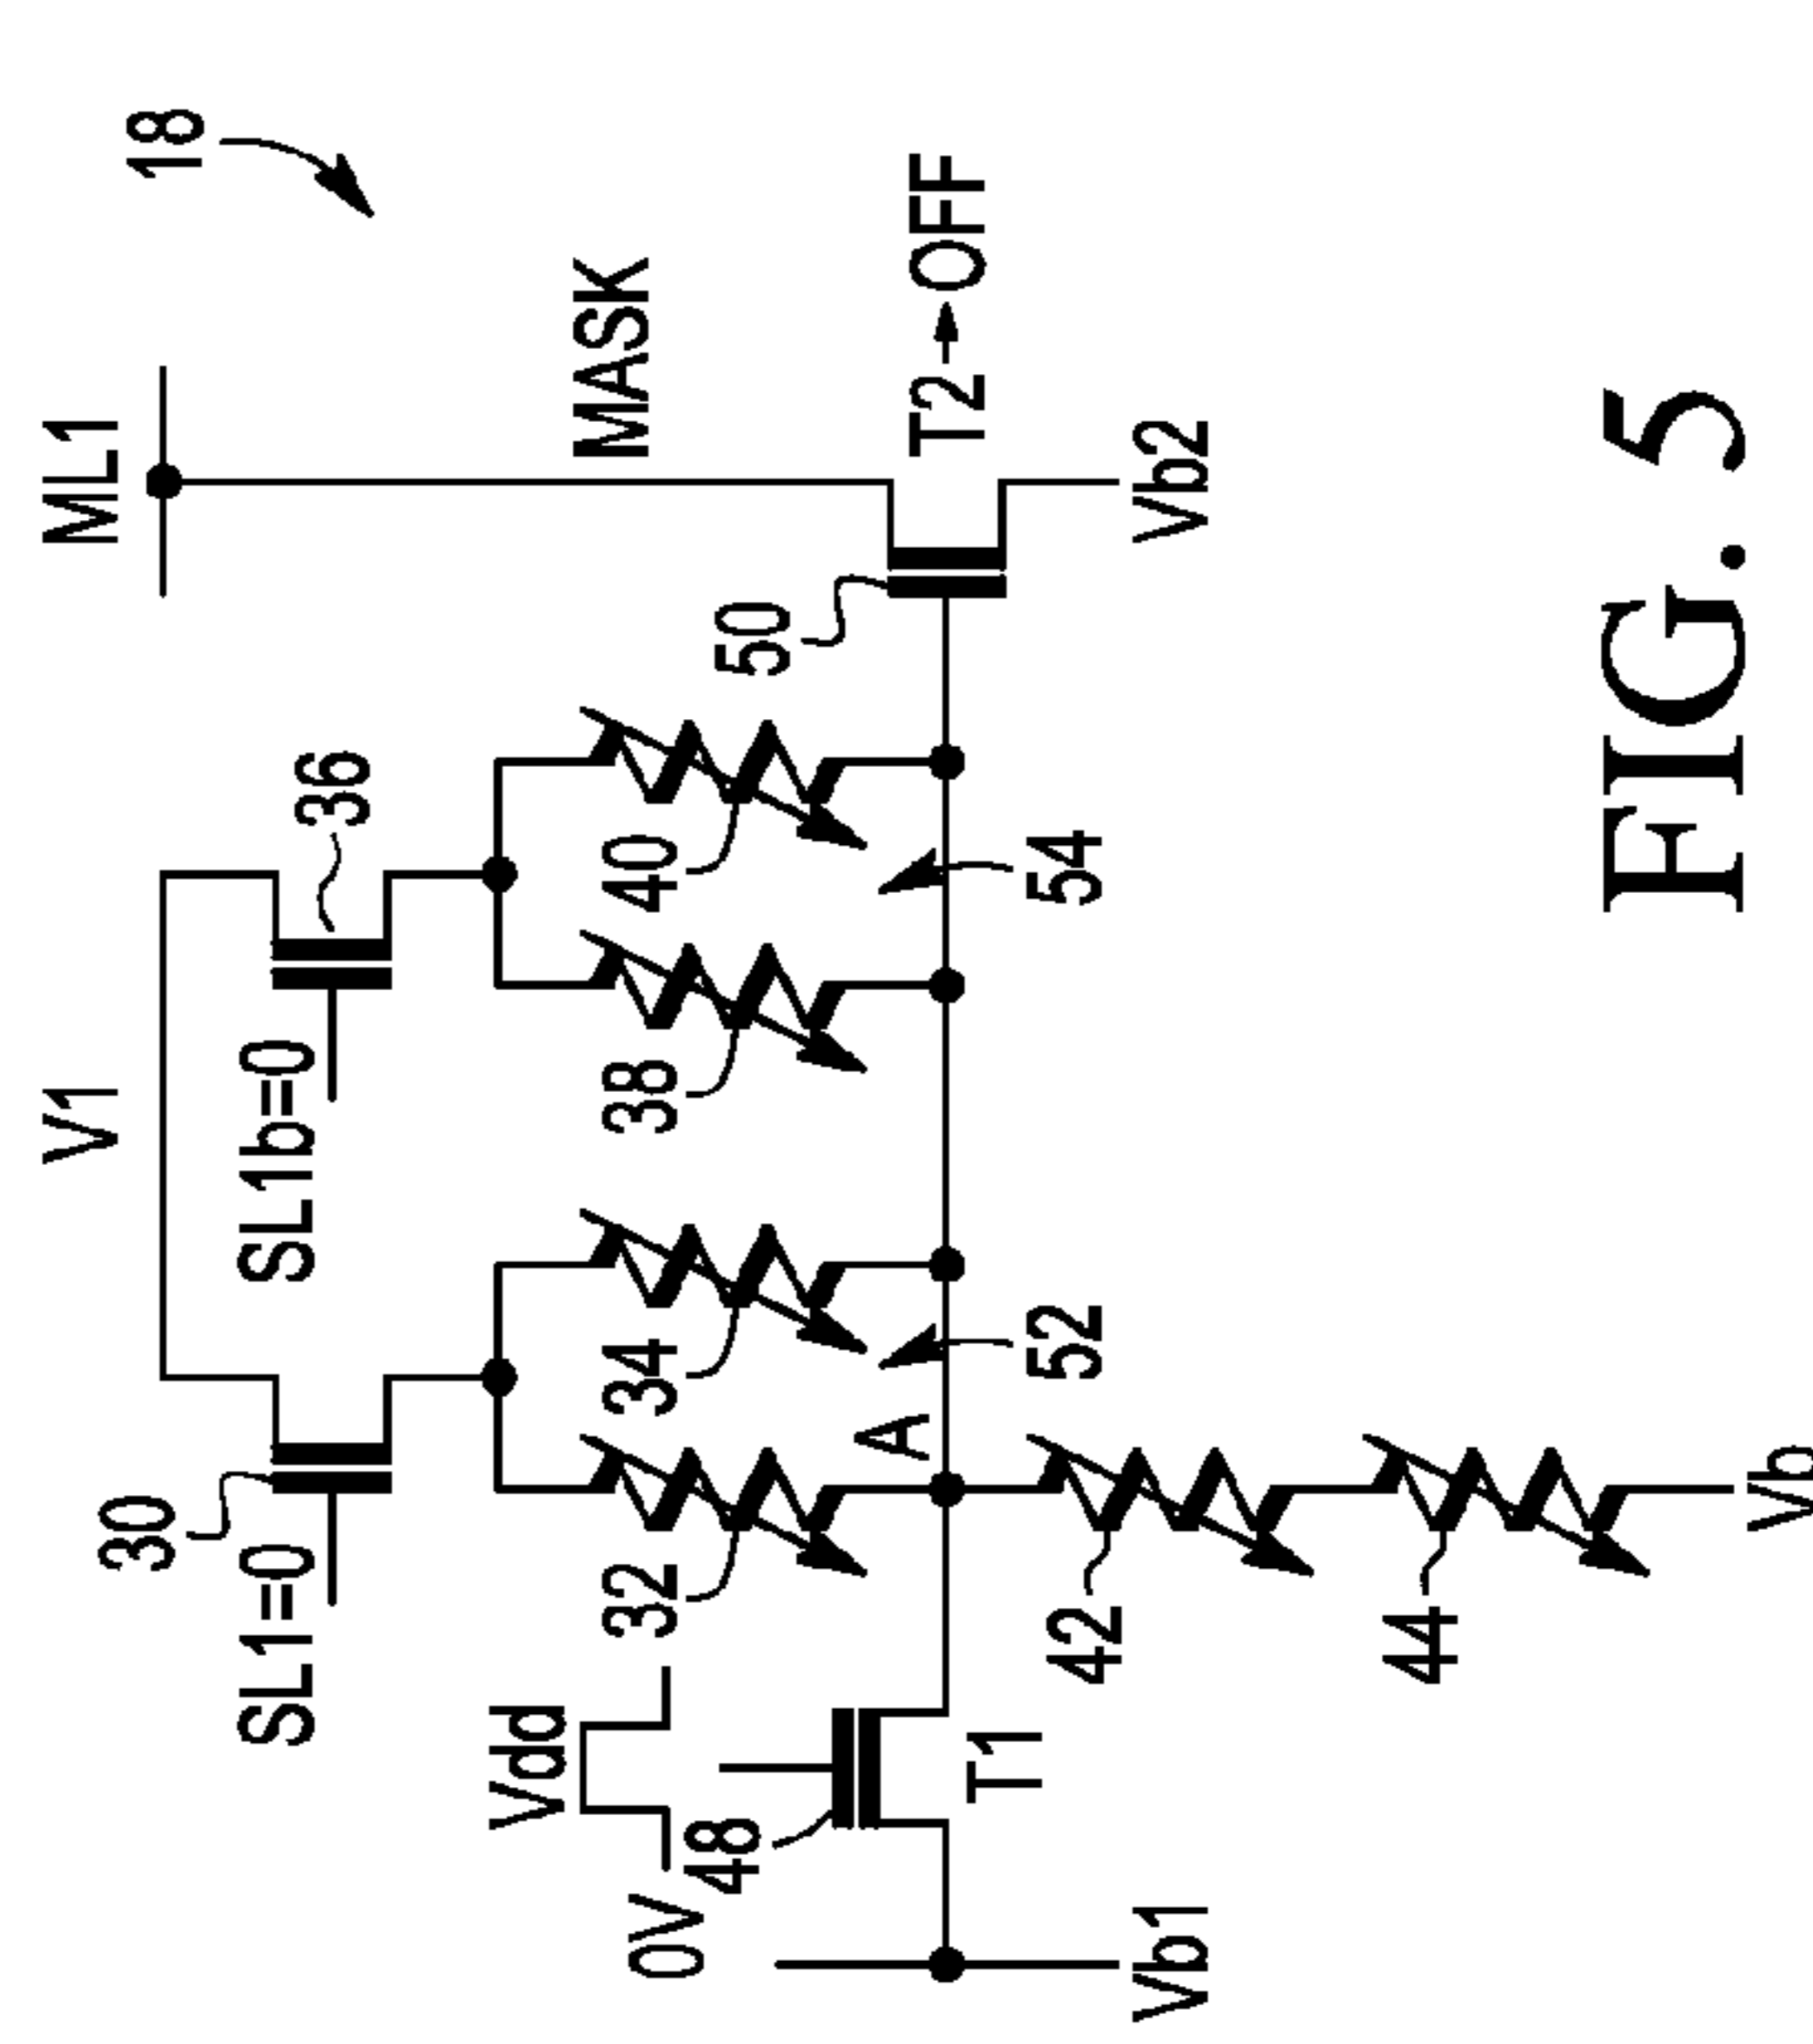 18
ML1
V1
MASK
SL1=0
30
SL1b=0
36
Vdd
0V
48
32
34
38
40
50
T1
A
52
54
T2 → OFF
Vb1
42
44
Vb
Vb2
FIG. 5